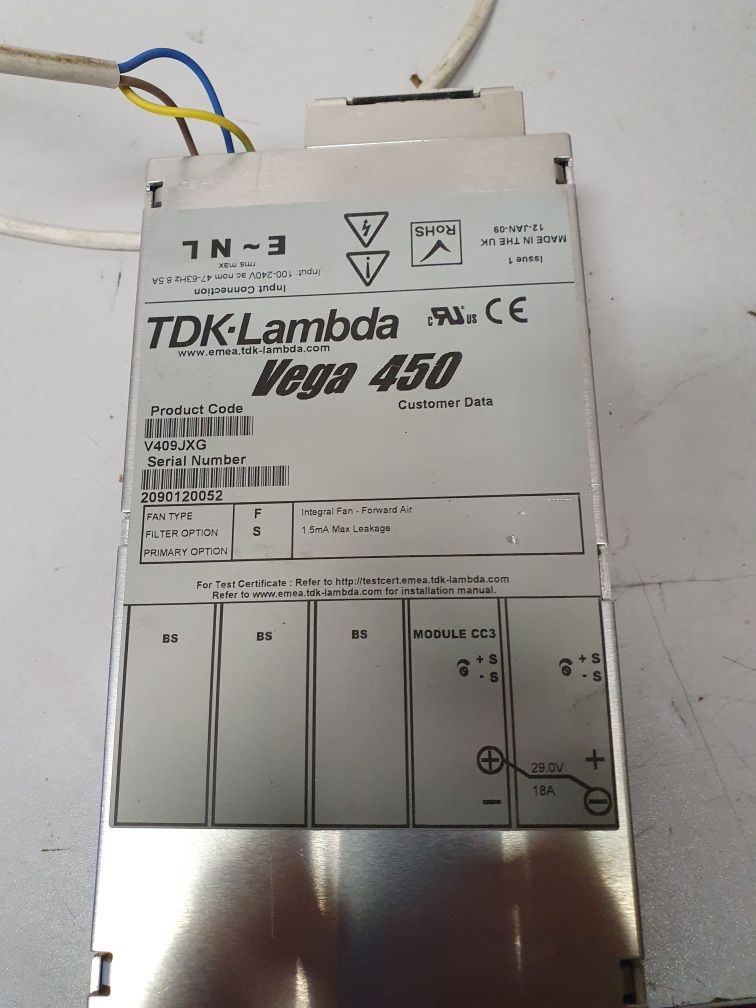 Input Connection
Input: 100-240V ac nom 47-63Hz 8.5A
rms max
E ~ N L
RoHS
Issue 1
MADE IN THE UK
12-JAN-09
TDK-Lambda
www.emea.tdk-lambda.com
c RU us CE
Vega 450
Product Code
Customer Data
V409JXG
Serial Number
2090120052
FAN TYPE F Integral Fan - Forward Air
FILTER OPTION S 1.5mA Max Leakage
PRIMARY OPTION
For Test Certificate : Refer to http://testcert.emea.tdk-lambda.com
Refer to www.emea.tdk-lambda.com for installation manual.
BS BS BS MODULE CC3
+ S + S
- S - S
+ 29.0V +
- 18A -